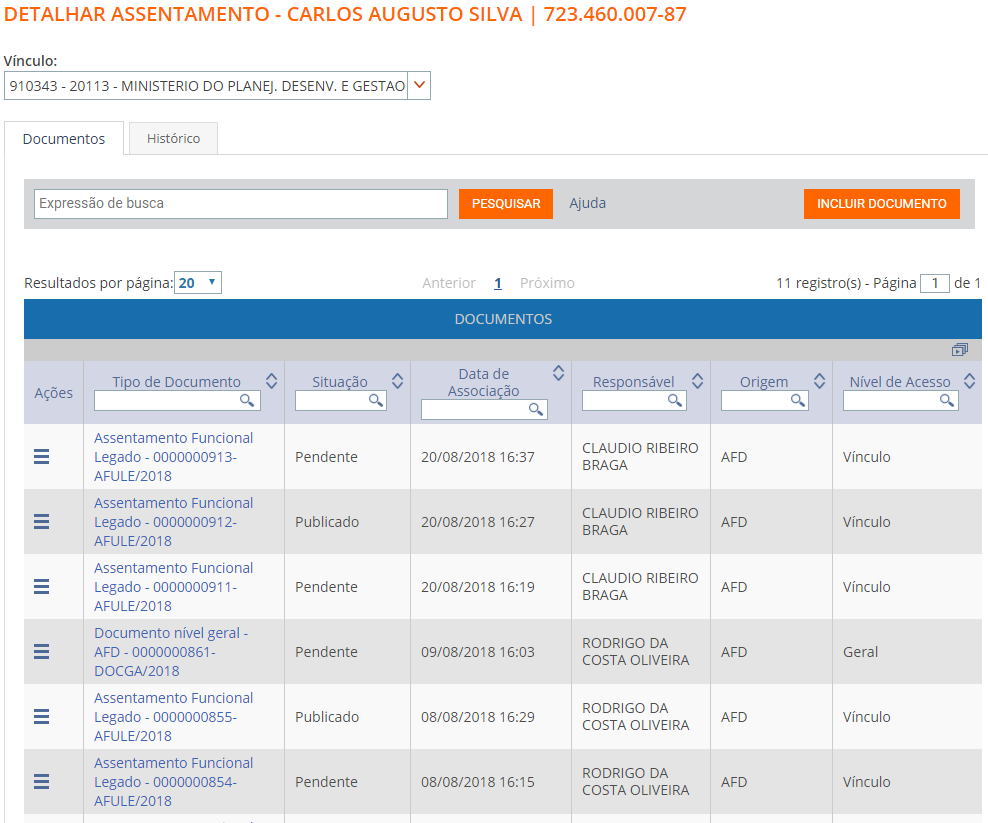 DETALHAR ASSENTAMENTO - CARLOS AUGUSTO SILVA | 723.460.007-87
Vínculo:
910343 - 20113 - MINISTERIO DO PLANEJ. DESENV. E GESTAO
Documentos Histórico
Expressão de busca PESQUISAR Ajuda INCLUIR DOCUMENTO
Resultados por página: 20 Anterior 1 Próximo 11 registro(s) - Página 1 de 1
DOCUMENTOS
Ações Tipo de Documento Situação Data de Associação Responsável Origem Nível de Acesso
Assentamento Funcional
Legado - 0000000913-
AFULE/2018
Pendente
20/08/2018 16:37
CLAUDIO RIBEIRO
BRAGA
AFD
Vínculo
Assentamento Funcional
Legado - 0000000912-
AFULE/2018
Publicado
20/08/2018 16:27
CLAUDIO RIBEIRO
BRAGA
AFD
Vínculo
Assentamento Funcional
Legado - 0000000911-
AFULE/2018
Pendente
20/08/2018 16:19
CLAUDIO RIBEIRO
BRAGA
AFD
Vínculo
Documento nível geral -
AFD - 0000000861-
DOCGA/2018
Pendente
09/08/2018 16:03
RODRIGO DA
COSTA OLIVEIRA
AFD
Geral
Assentamento Funcional
Legado - 0000000855-
AFULE/2018
Publicado
08/08/2018 16:29
RODRIGO DA
COSTA OLIVEIRA
AFD
Vínculo
Assentamento Funcional
Legado - 0000000854-
AFULE/2018
Pendente
08/08/2018 16:15
RODRIGO DA
COSTA OLIVEIRA
AFD
Vínculo